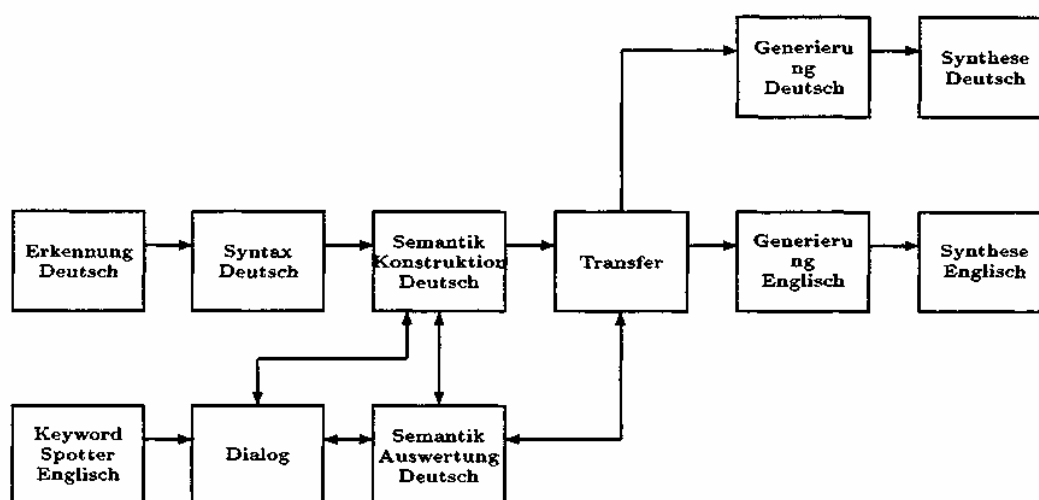 Generieru
ng
Deutsch
Synthese
Deutsch
Erkennung
Deutsch
Syntax
Deutsch
Semantik
Konstruktion
Deutsch
Transfer
Generieru
ng
Englisch
Synthese
Englisch
Keyword
Spotter
Englisch
Dialog
Semantik
Auswertung
Deutsch